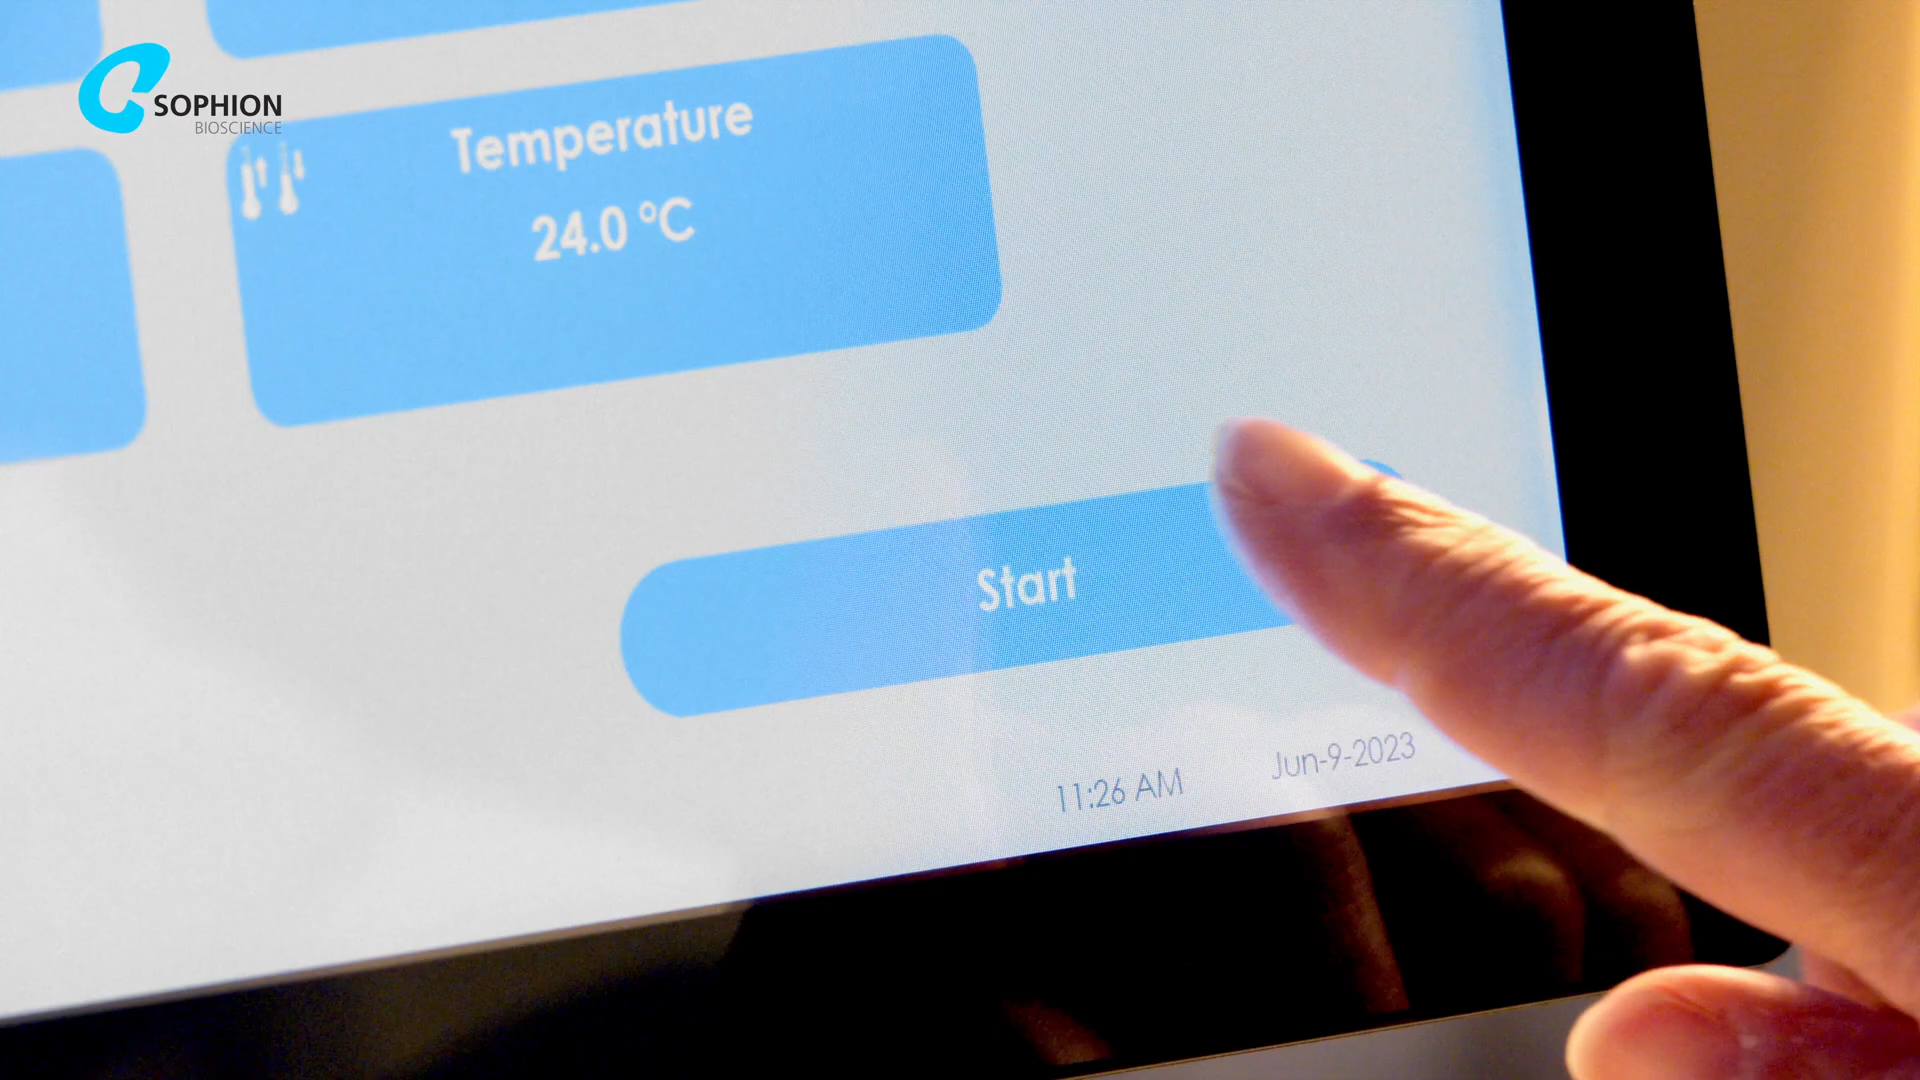 SOPHION
BIOSCIENCE
Temperature
24.0 °C
Start
11:26 AM
Jun-9-2023